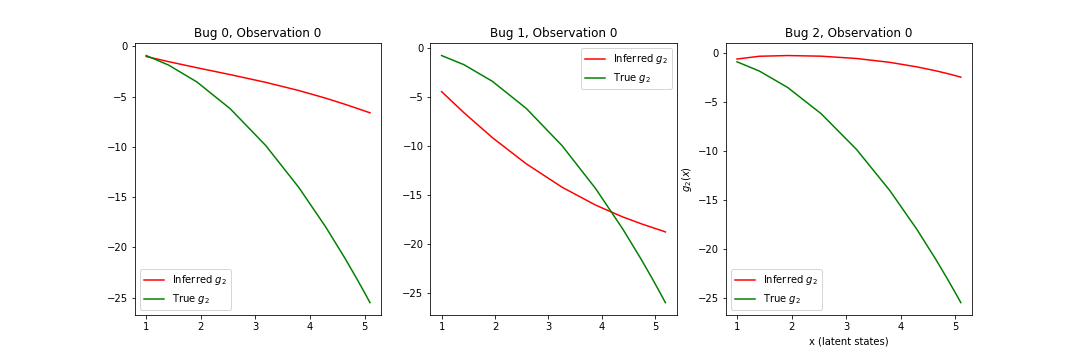 Bug 0, Observation 0
0
−5
−10
−15
−20
−25
Inferred g₂
True g₂
1 2 3 4 5
Bug 1, Observation 0
Inferred g₂
True g₂
0
−5
−10
−15
−20
−25
1 2 3 4 5
Bug 2, Observation 0
g₂(x)
0
−5
−10
−15
−20
−25
Inferred g₂
True g₂
1 2 3 4 5
x (latent states)